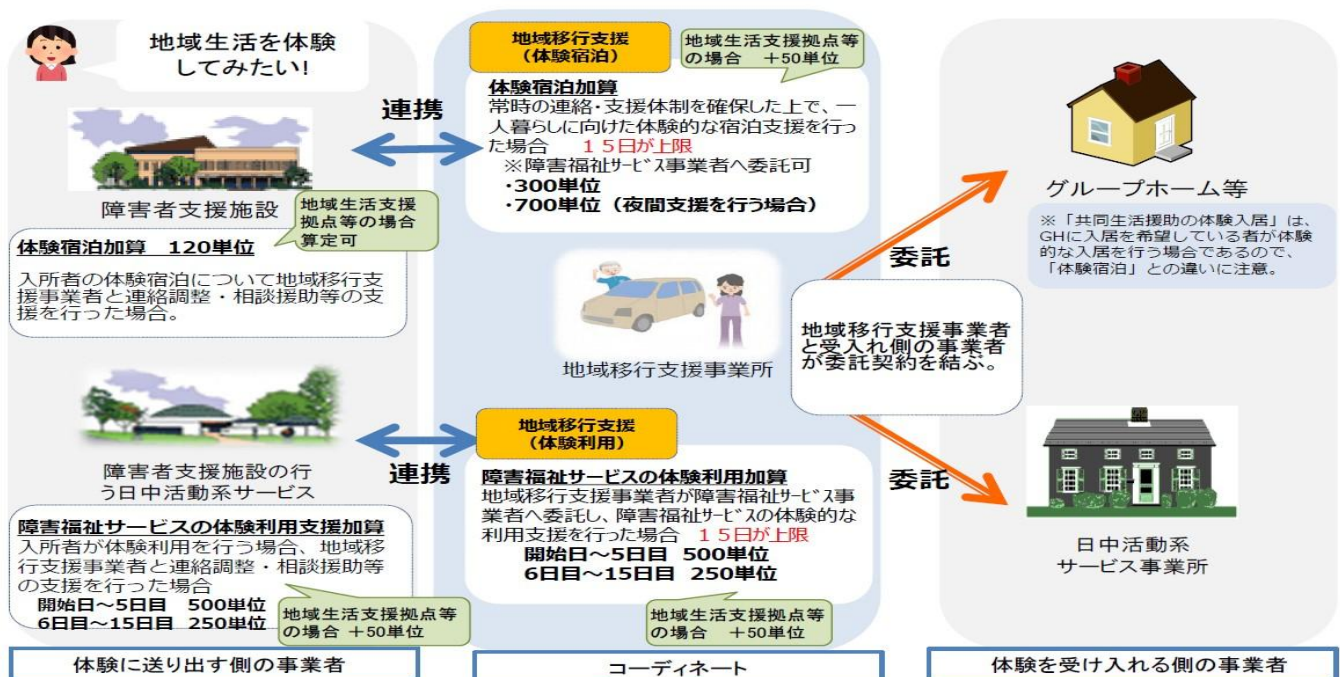 地域生活を体験
してみたい!
障害者支援施設
地域生活支援
拠点等の場合
算定可
体験宿泊加算 120単位
入所者の体験宿泊について地域移行支
援事業者と連絡調整・相談援助等の支
援を行った場合。
障害者支援施設の行
う日中活動系サービス
障害福祉サービスの体験利用支援加算
入所者が体験利用を行う場合、地域移
行支援事業者と連絡調整・相談援助等
の支援を行った場合
開始日～5日目 500単位
6日目～15日目 250単位
地域生活支援拠点等
の場合 +50単位
体験に送り出す側の事業者
連携
連携
地域移行支援
(体験宿泊)
地域生活支援拠点等
の場合 +50単位
体験宿泊加算
常時の連絡・支援体制を確保した上で、一
人暮らしに向けた体験的な宿泊支援を行っ
た場合 15日が上限
※障害福祉サービス事業者へ委託可
・300単位
・700単位(夜間支援を行う場合)
地域移行支援事業所
地域移行支援
(体験利用)
障害福祉サービスの体験利用加算
地域移行支援事業者が障害福祉サービス事
業者へ委託し、障害福祉サービスの体験的な
利用支援を行った場合 15日が上限
開始日～5日目 500単位
6日目～15日目 250単位
地域生活支援拠点等
の場合 +50単位
コーディネート
委託
地域移行支援事業者
と受入れ側の事業者
が委託契約を結ぶ。
委託
グループホーム等
※「共同生活援助の体験入居」は、
GHに入居を希望している者が体験
的な入居を行う場合であるので、
「体験宿泊」との違いに注意。
日中活動系
サービス事業所
体験を受け入れる側の事業者